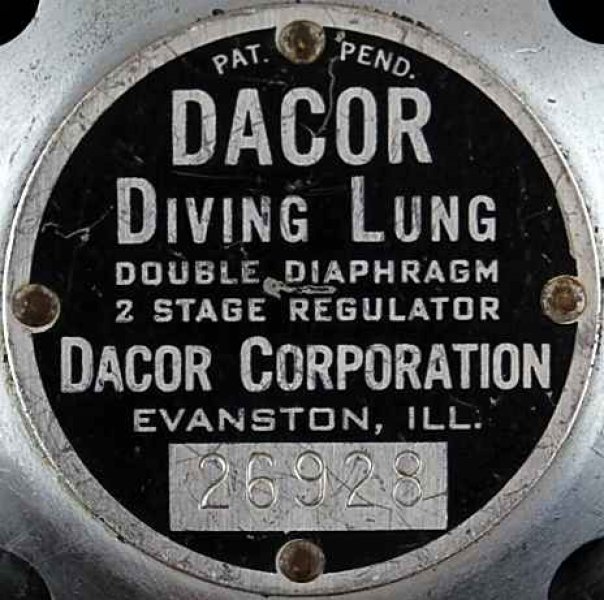 PAT. PEND.
DACOR
DIVING LUNG
DOUBLE DIAPHRAGM
2 STAGE REGULATOR
DACOR CORPORATION
EVANSTON, ILL.
26928